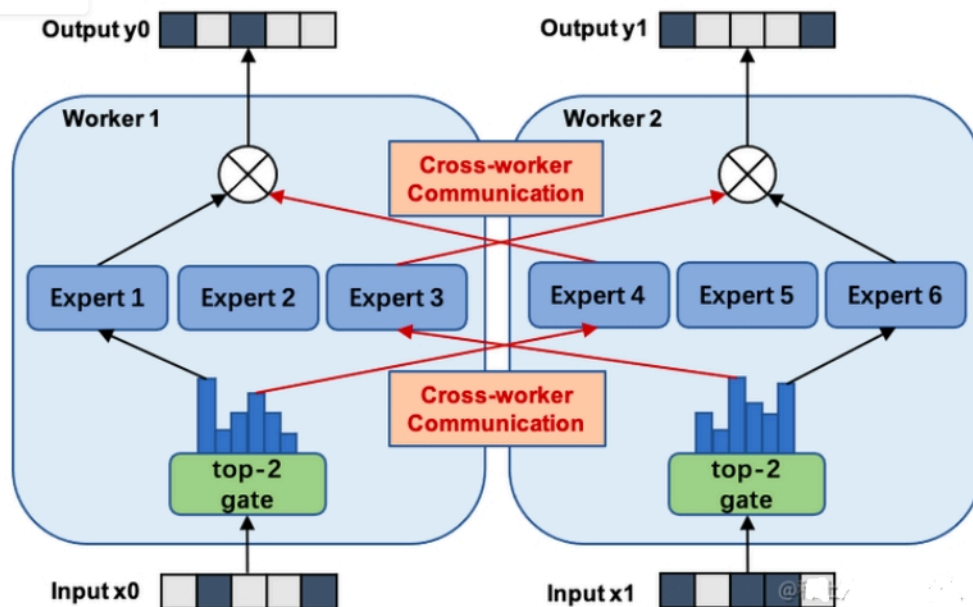 Output y0
Output y1
Worker 1
Worker 2
Cross-worker
Communication
Expert 1
Expert 2
Expert 3
Expert 4
Expert 5
Expert 6
Cross-worker
Communication
top-2
gate
top-2
gate
Input x0
Input x1